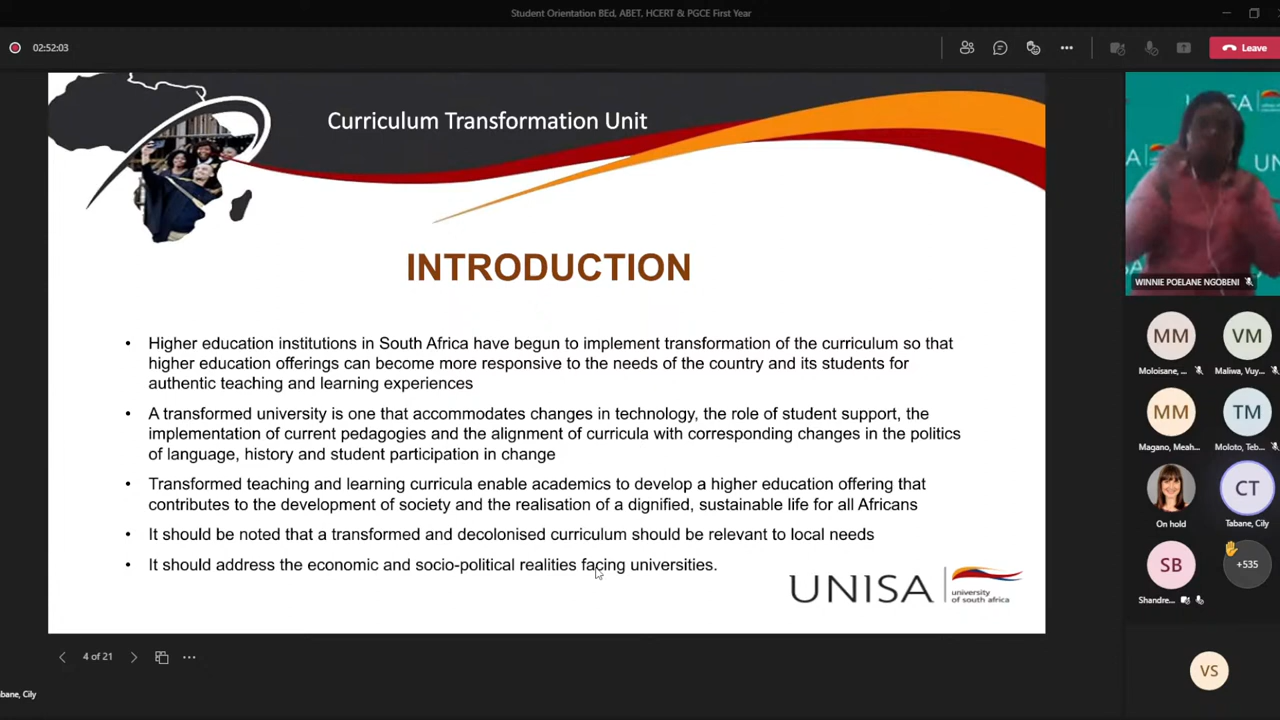 Student Orientation BEd, ABET, HCERT & PGCE First Year
02:52:03
Leave
Curriculum Transformation Unit
INTRODUCTION
• Higher education institutions in South Africa have begun to implement transformation of the curriculum so that
higher education offerings can become more responsive to the needs of the country and its students for
authentic teaching and learning experiences
• A transformed university is one that accommodates changes in technology, the role of student support, the
implementation of current pedagogies and the alignment of curricula with corresponding changes in the politics
of language, history and student participation in change
• Transformed teaching and learning curricula enable academics to develop a higher education offering that
contributes to the development of society and the realisation of a dignified, sustainable life for all Africans
• It should be noted that a transformed and decolonised curriculum should be relevant to local needs
• It should address the economic and socio-political realities facing universities.
UNISA
university
of south africa
4 of 21
abane, Cily
WINNIE POELANE NGOBENI
MM
VM
Moloisane, ...
Maliwa, Vuy...
MM
TM
Magano, Meah...
Moloto, Teb...
CT
On hold
Tabane, Cily
SB
+535
Shandre...
VS